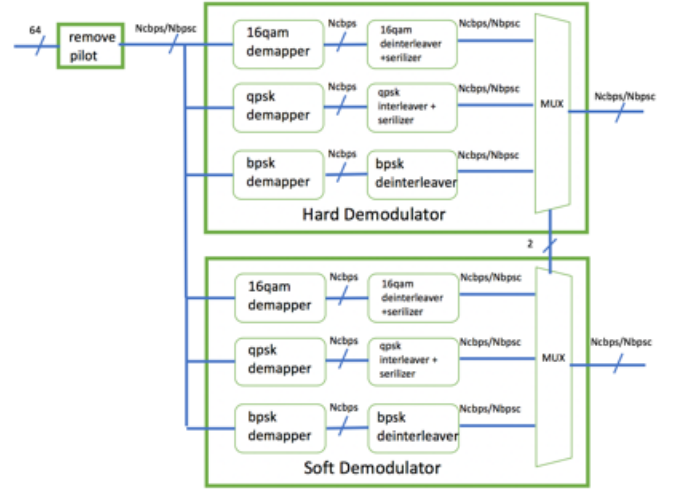 64
remove
pilot
Ncbps/Nbpsc
16qam
demapper
Ncbps
16qam
deinterleaver
+serilizer
Ncbps/Nbpsc
qpsk
demapper
Ncbps
qpsk
interleaver +
serilizer
Ncbps/Nbpsc
MUX
Ncbps/Nbpsc
bpsk
demapper
Ncbps
bpsk
deinterleaver
Ncbps/Nbpsc
Hard Demodulator
2
16qam
demapper
Ncbps
16qam
deinterleaver
+serilizer
Ncbps/Nbpsc
qpsk
demapper
Ncbps
qpsk
interleaver +
serilizer
Ncbps/Nbpsc
MUX
Ncbps/Nbpsc
bpsk
demapper
Ncbps
bpsk
deinterleaver
Ncbps/Nbpsc
Soft Demodulator